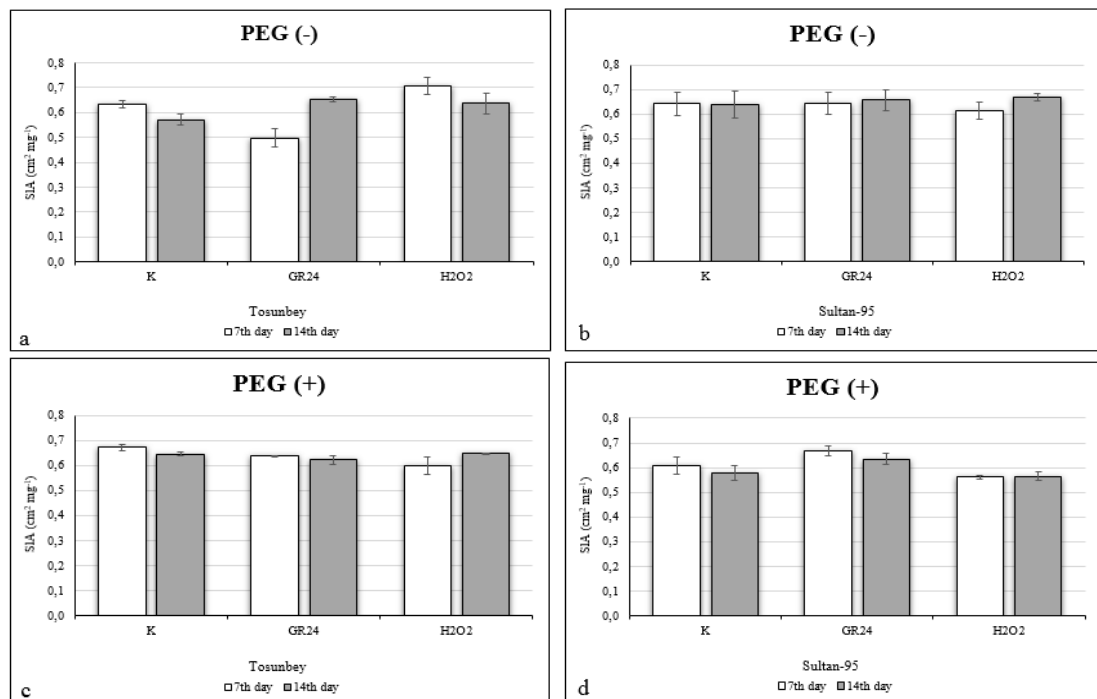 PEG (-)
0,8
0,7
0,6
0,5
0,4
0,3
0,2
0,1
0,0
SlA (cm² mg⁻¹)
K GR24 H2O2
Tosunbey
7th day 14th day
a
PEG (-)
0,8
0,7
0,6
0,5
0,4
0,3
0,2
0,1
0,0
SlA (cm² mg⁻¹)
K GR24 H2O2
Sultan-95
7th day 14th day
b
PEG (+)
0,8
0,7
0,6
0,5
0,4
0,3
0,2
0,1
0,0
SlA (cm² mg⁻¹)
K GR24 H2O2
Tosunbey
7th day 14th day
c
PEG (+)
0,8
0,7
0,6
0,5
0,4
0,3
0,2
0,1
0,0
SlA (cm² mg⁻¹)
K GR24 H2O2
Sultan-95
7th day 14th day
d